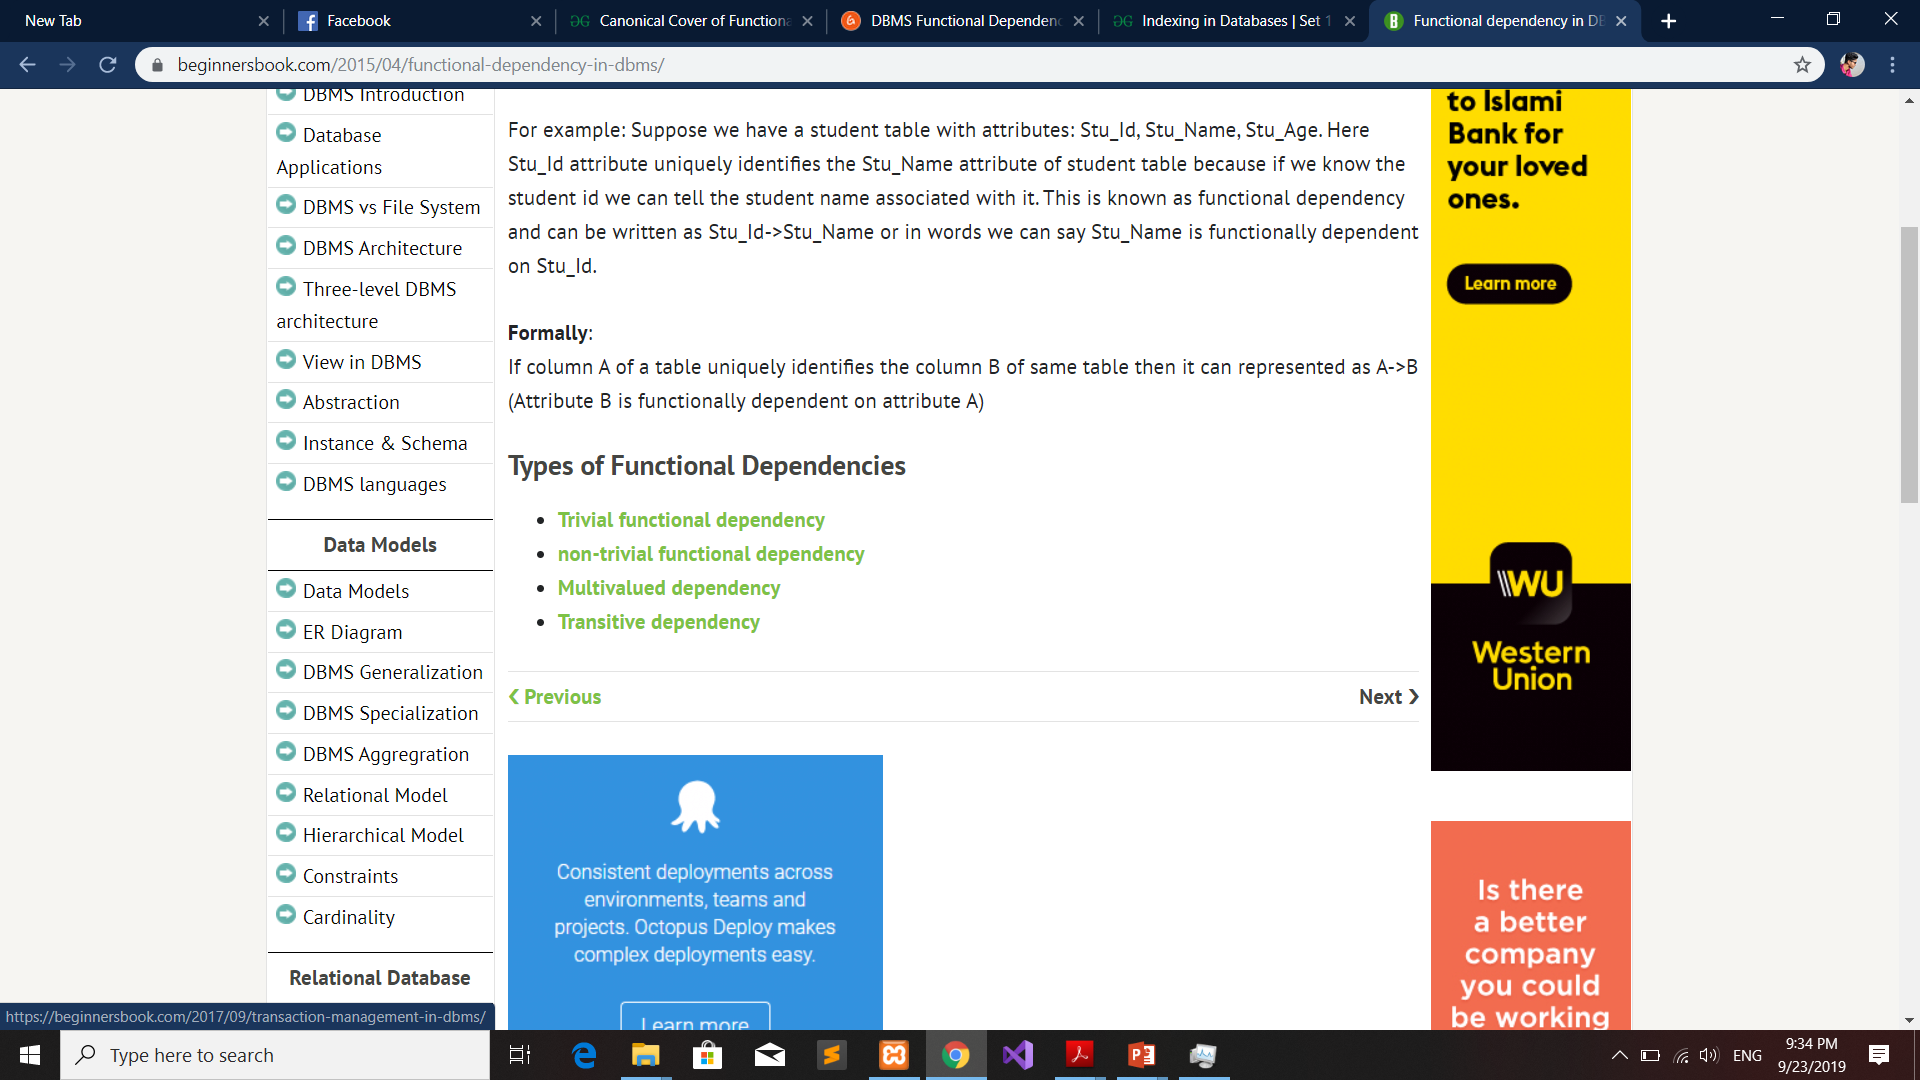 New Tab
Facebook
Canonical Cover of Functiona
DBMS Functional Dependenc
Indexing in Databases | Set 1
Functional dependency in DB
beginnersbook.com/2015/04/functional-dependency-in-dbms/
DBMS Introduction
Database
Applications
DBMS vs File System
DBMS Architecture
Three-level DBMS
architecture
View in DBMS
Abstraction
Instance & Schema
DBMS languages
Data Models
Data Models
ER Diagram
DBMS Generalization
DBMS Specialization
DBMS Aggregration
Relational Model
Hierarchical Model
Constraints
Cardinality
Relational Database
For example: Suppose we have a student table with attributes: Stu_Id, Stu_Name, Stu_Age. Here
Stu_Id attribute uniquely identifies the Stu_Name attribute of student table because if we know the
student id we can tell the student name associated with it. This is known as functional dependency
and can be written as Stu_Id->Stu_Name or in words we can say Stu_Name is functionally dependent
on Stu_Id.
Formally:
If column A of a table uniquely identifies the column B of same table then it can represented as A->B
(Attribute B is functionally dependent on attribute A)
Types of Functional Dependencies
• Trivial functional dependency
• non-trivial functional dependency
• Multivalued dependency
• Transitive dependency
❮ Previous
Next ❯
Consistent deployments across
environments, teams and
projects. Octopus Deploy makes
complex deployments easy.
Learn more
to Islami
Bank for
your loved
ones.
Learn more
WU
Western
Union
Is there
a better
company
you could
be working
https://beginnersbook.com/2017/09/transaction-management-in-dbms/
Type here to search
ENG
9:34 PM
9/23/2019